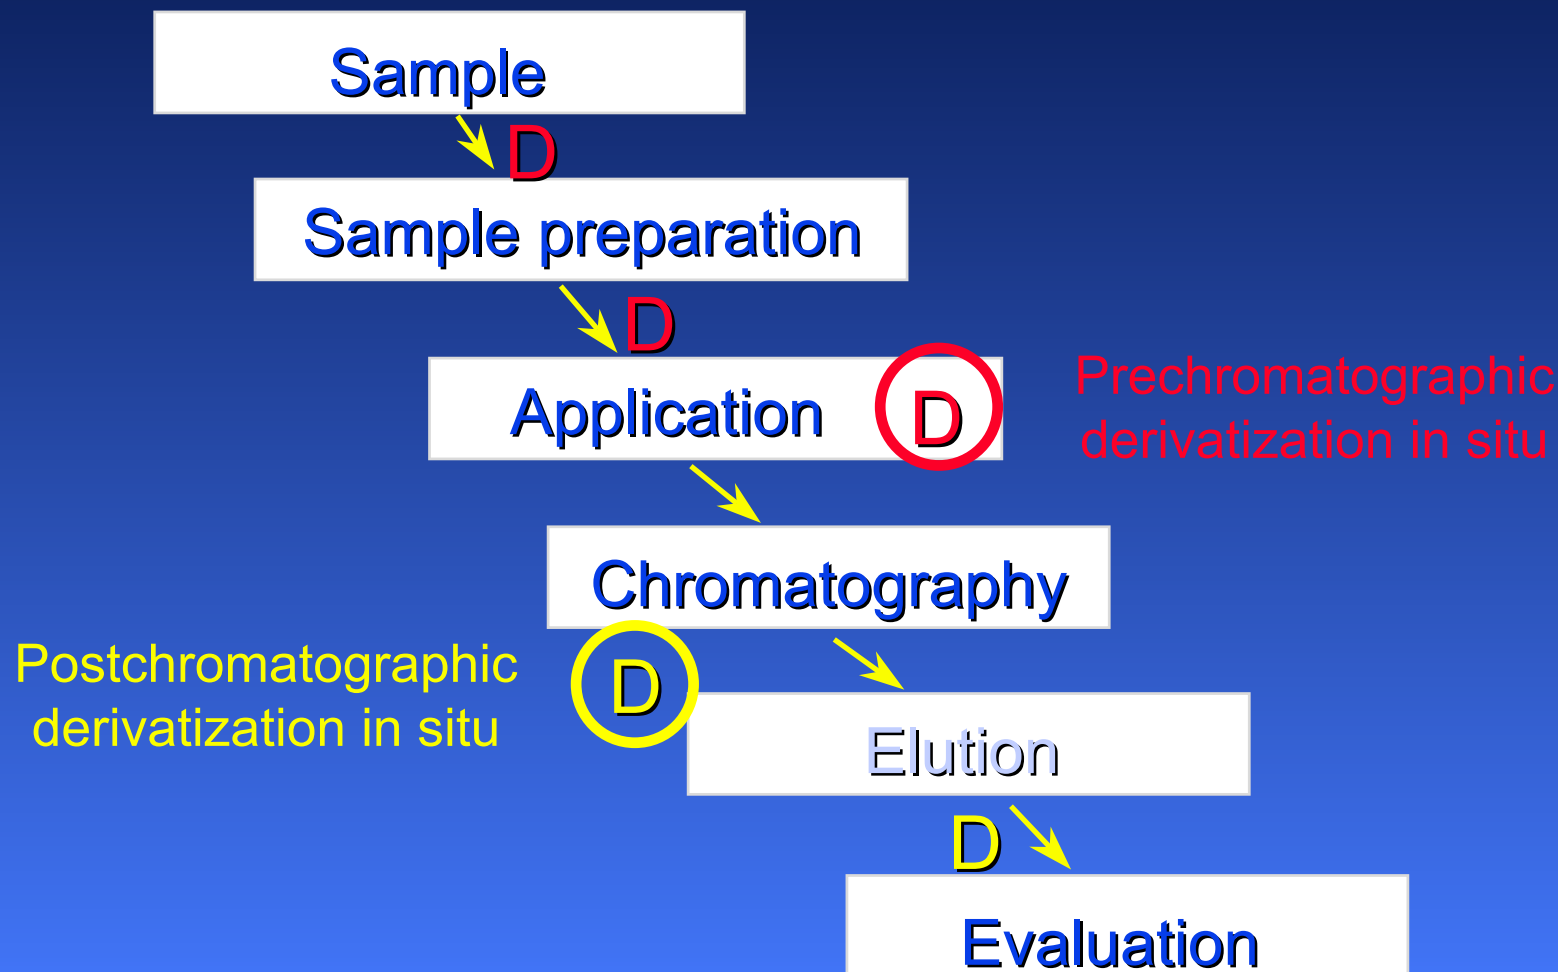 Sample
D
Sample preparation
D
Application D
Prechromatographic
derivatization in situ
Chromatography
Postchromatographic
derivatization in situ
D
Elution
D
Evaluation